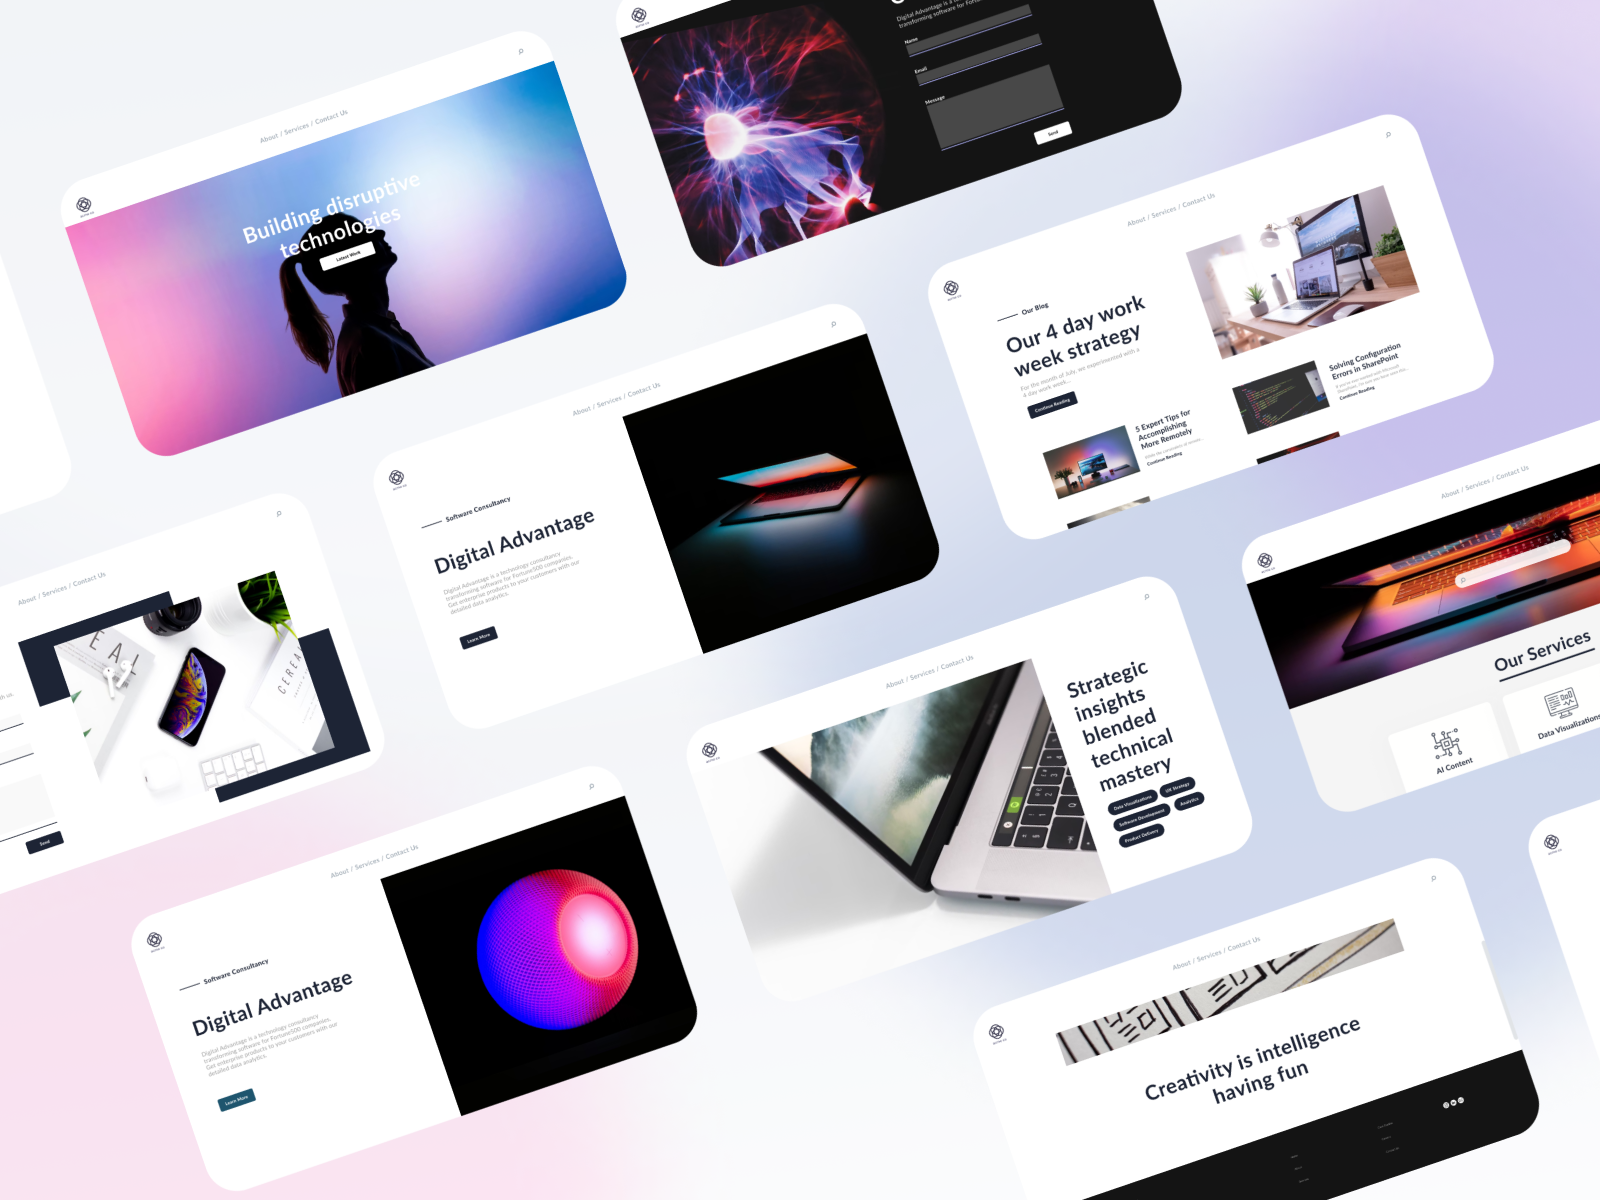 About / Services / Contact Us
Building disruptive
technologies
Latest Work
Digital Advantage is a
transforming software for Fortune
Name
Email
Message
Send
About / Services / Contact Us
Our Blog
Our 4 day work
week strategy
For the month of July, we experimented with a
4 day work week...
Continue Reading
5 Expert Tips for
Accomplishing
More Remotely
Continue Reading
Solving Configuration
Errors in SharePoint
Continue Reading
About / Services / Contact Us
Software Consultancy
Digital Advantage
Digital Advantage is a technology consultancy
transforming software for Fortune500 companies.
Get enterprise products to your customers with our
detailed data analytics.
Learn More
About / Services / Contact Us
with us.
EAT
CEREAL
Send
About / Services / Contact Us
Strategic
insights
blended
technical
mastery
Data Visualizations
UX Strategy
Software Development
Analytics
Product Delivery
About / Services / Contact Us
Our Services
AI Content
Data Visualizations
About / Services / Contact Us
Software Consultancy
Digital Advantage
Digital Advantage is a technology consultancy
transforming software for Fortune500 companies.
Get enterprise products to your customers with our
detailed data analytics.
Learn More
About / Services / Contact Us
Creativity is intelligence
having fun